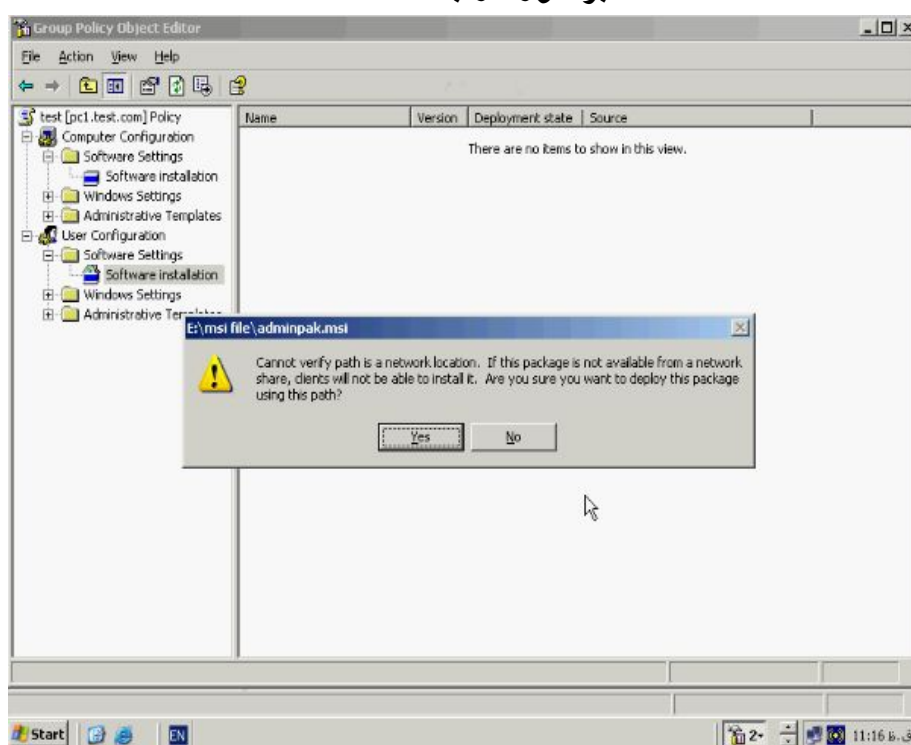 Group Policy Object Editor
File Action View Help
test [pc1.test.com] Policy
Computer Configuration
Software Settings
Software installation
Windows Settings
Administrative Templates
User Configuration
Software Settings
Software installation
Windows Settings
Administrative
Name Version Deployment state Source
There are no items to show in this view.
E:\msi file\adminpak.msi
Cannot verify path is a network location. If this package is not available from a network
share, clients will not be able to install it. Are you sure you want to deploy this package
using this path?
Yes No
Start EN 2 11:16 ق.ظ